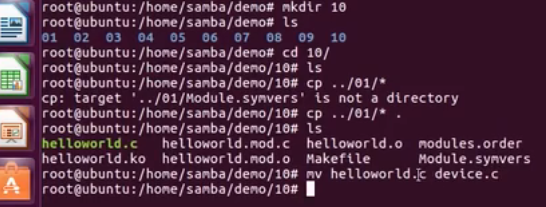 root@ubuntu:/home/samba/demo# mkdir 10
root@ubuntu:/home/samba/demo# ls
01 02 03 04 05 06 07 08 09 10
root@ubuntu:/home/samba/demo# cd 10/
root@ubuntu:/home/samba/demo/10# ls
root@ubuntu:/home/samba/demo/10# cp ../01/*
cp: target '../01/Module.symvers' is not a directory
root@ubuntu:/home/samba/demo/10# cp ../01/* .
root@ubuntu:/home/samba/demo/10# ls
helloworld.c helloworld.mod.c helloworld.o modules.order
helloworld.ko helloworld.mod.o Makefile Module.symvers
root@ubuntu:/home/samba/demo/10# mv helloworld.c device.c
root@ubuntu:/home/samba/demo/10#